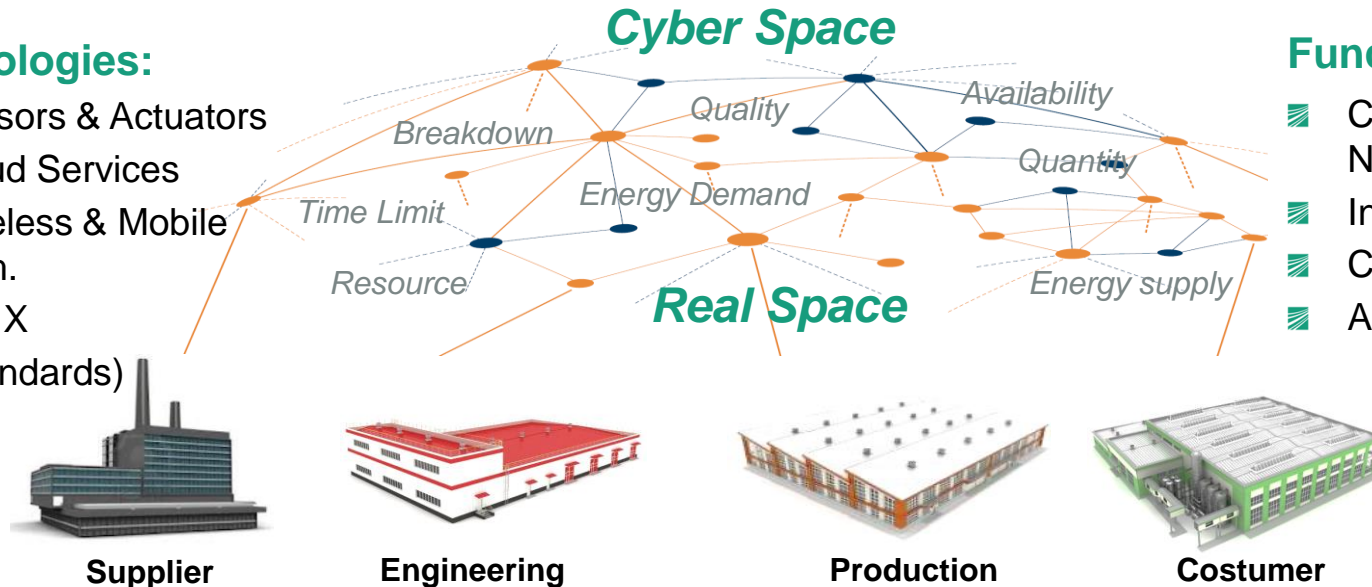 Cyber Space
ologies:
sors & Actuators
ud Services
eless & Mobile
n.
X
ndards)
Quality
Availability
Breakdown
Quantity
Energy Demand
Time Limit
Resource
Energy supply
Real Space
Func
C
N
In
C
A
Supplier
Engineering
Production
Costumer